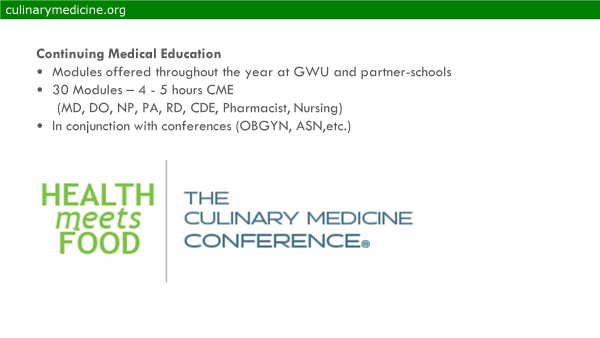 culinarymedicine.org
Continuing Medical Education
• Modules offered throughout the year at GWU and partner-schools
• 30 Modules – 4 - 5 hours CME
(MD, DO, NP, PA, RD, CDE, Pharmacist, Nursing)
• In conjunction with conferences (OBGYN, ASN,etc.)
HEALTH
meets
FOOD
THE
CULINARY MEDICINE
CONFERENCE®